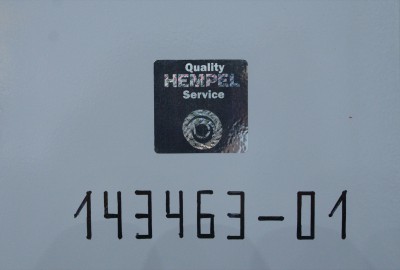 Quality
HEMPEL
Service
143463-01